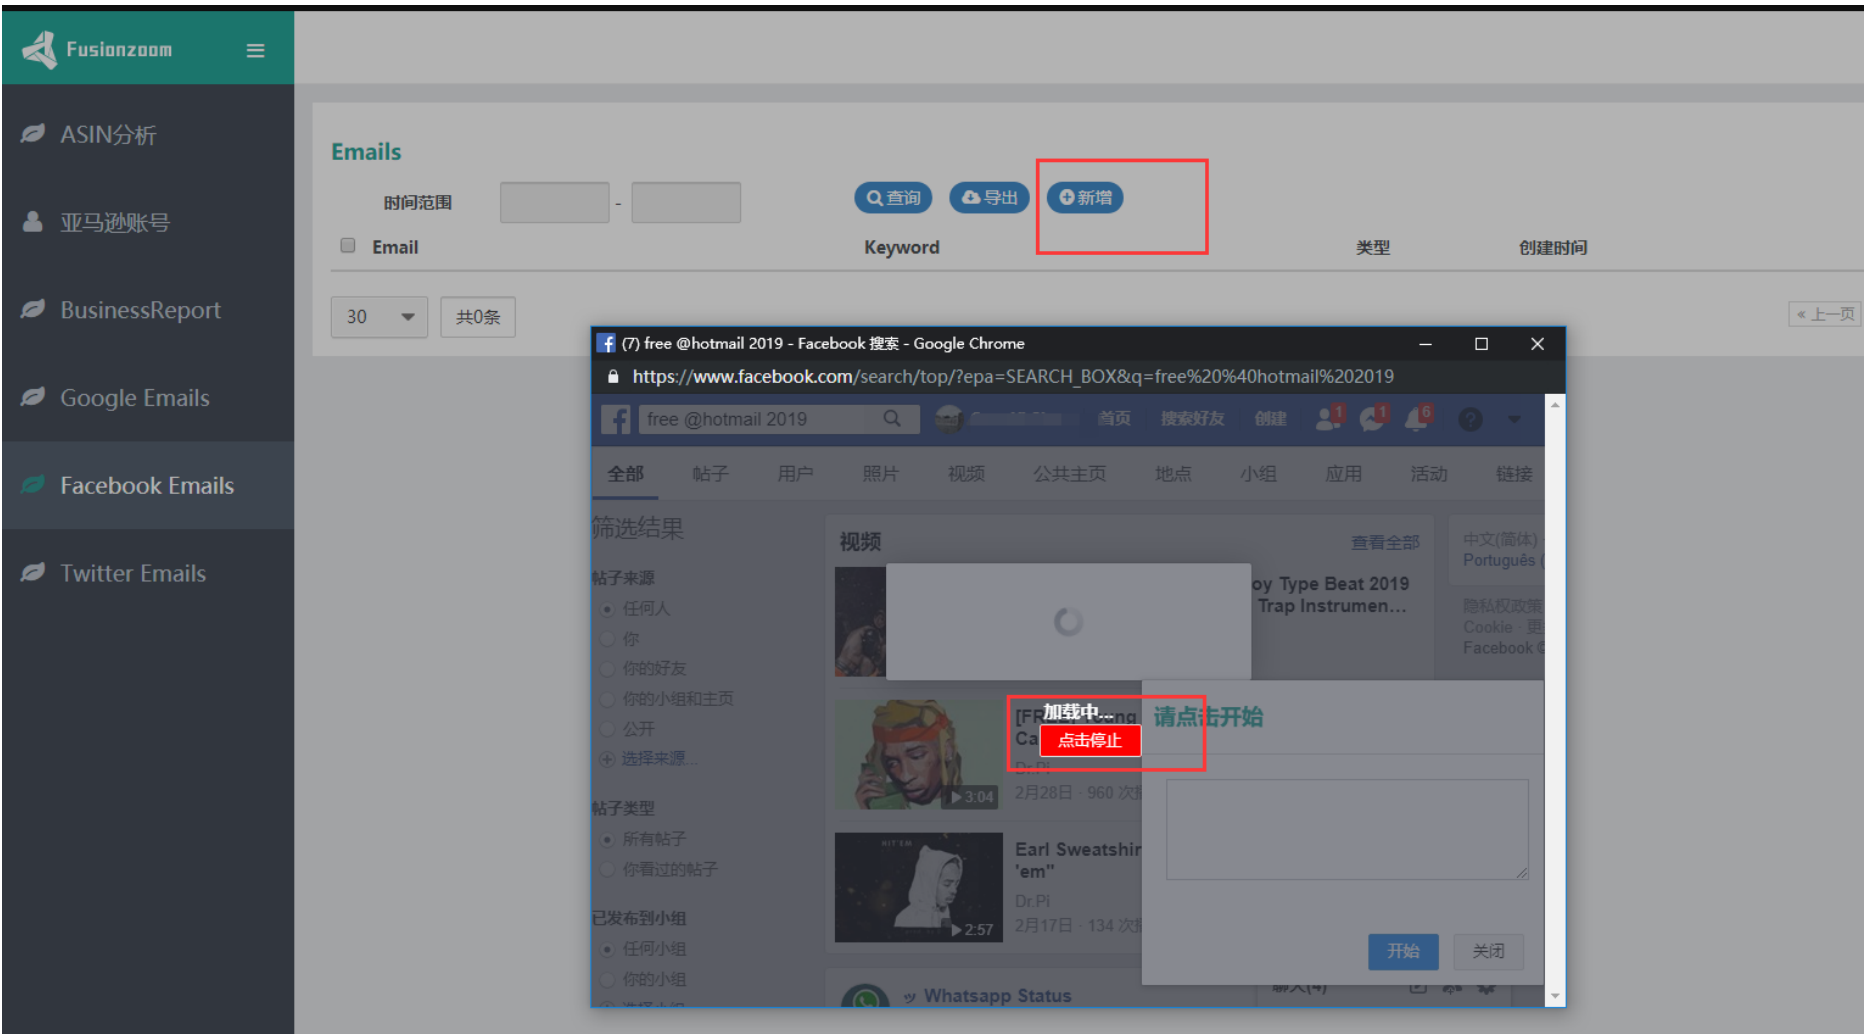 Fusionzoom
ASIN分析
亚马逊账号
BusinessReport
Google Emails
Facebook Emails
Twitter Emails
Emails
时间范围
-
查询
导出
新增
Email
Keyword
类型
创建时间
30
共0条
« 上一页
(7) free @hotmail 2019 - Facebook 搜索 - Google Chrome
https://www.facebook.com/search/top/?epa=SEARCH_BOX&q=free%20%40hotmail%202019
free @hotmail 2019
首页
搜索好友
创建
1
1
6
全部
帖子
用户
照片
视频
公共主页
地点
小组
应用
活动
链接
筛选结果
帖子来源
任何人
你
你的好友
你的小组和主页
公开
选择来源...
帖子类型
所有帖子
你看过的帖子
已发布到小组
任何小组
你的小组
视频
查看全部
oy Type Beat 2019
Trap Instrumen...
加载中...
点击停止
3:04
2月28日 · 960 次
HIT'EM
2:57
Earl Sweatshir
'em"
Dr.Pi
2月17日 · 134 次
ッ Whatsapp Status
中文(简体)
Português (
隐私权政策
Cookie · 更
Facebook
请点击开始
开始
关闭